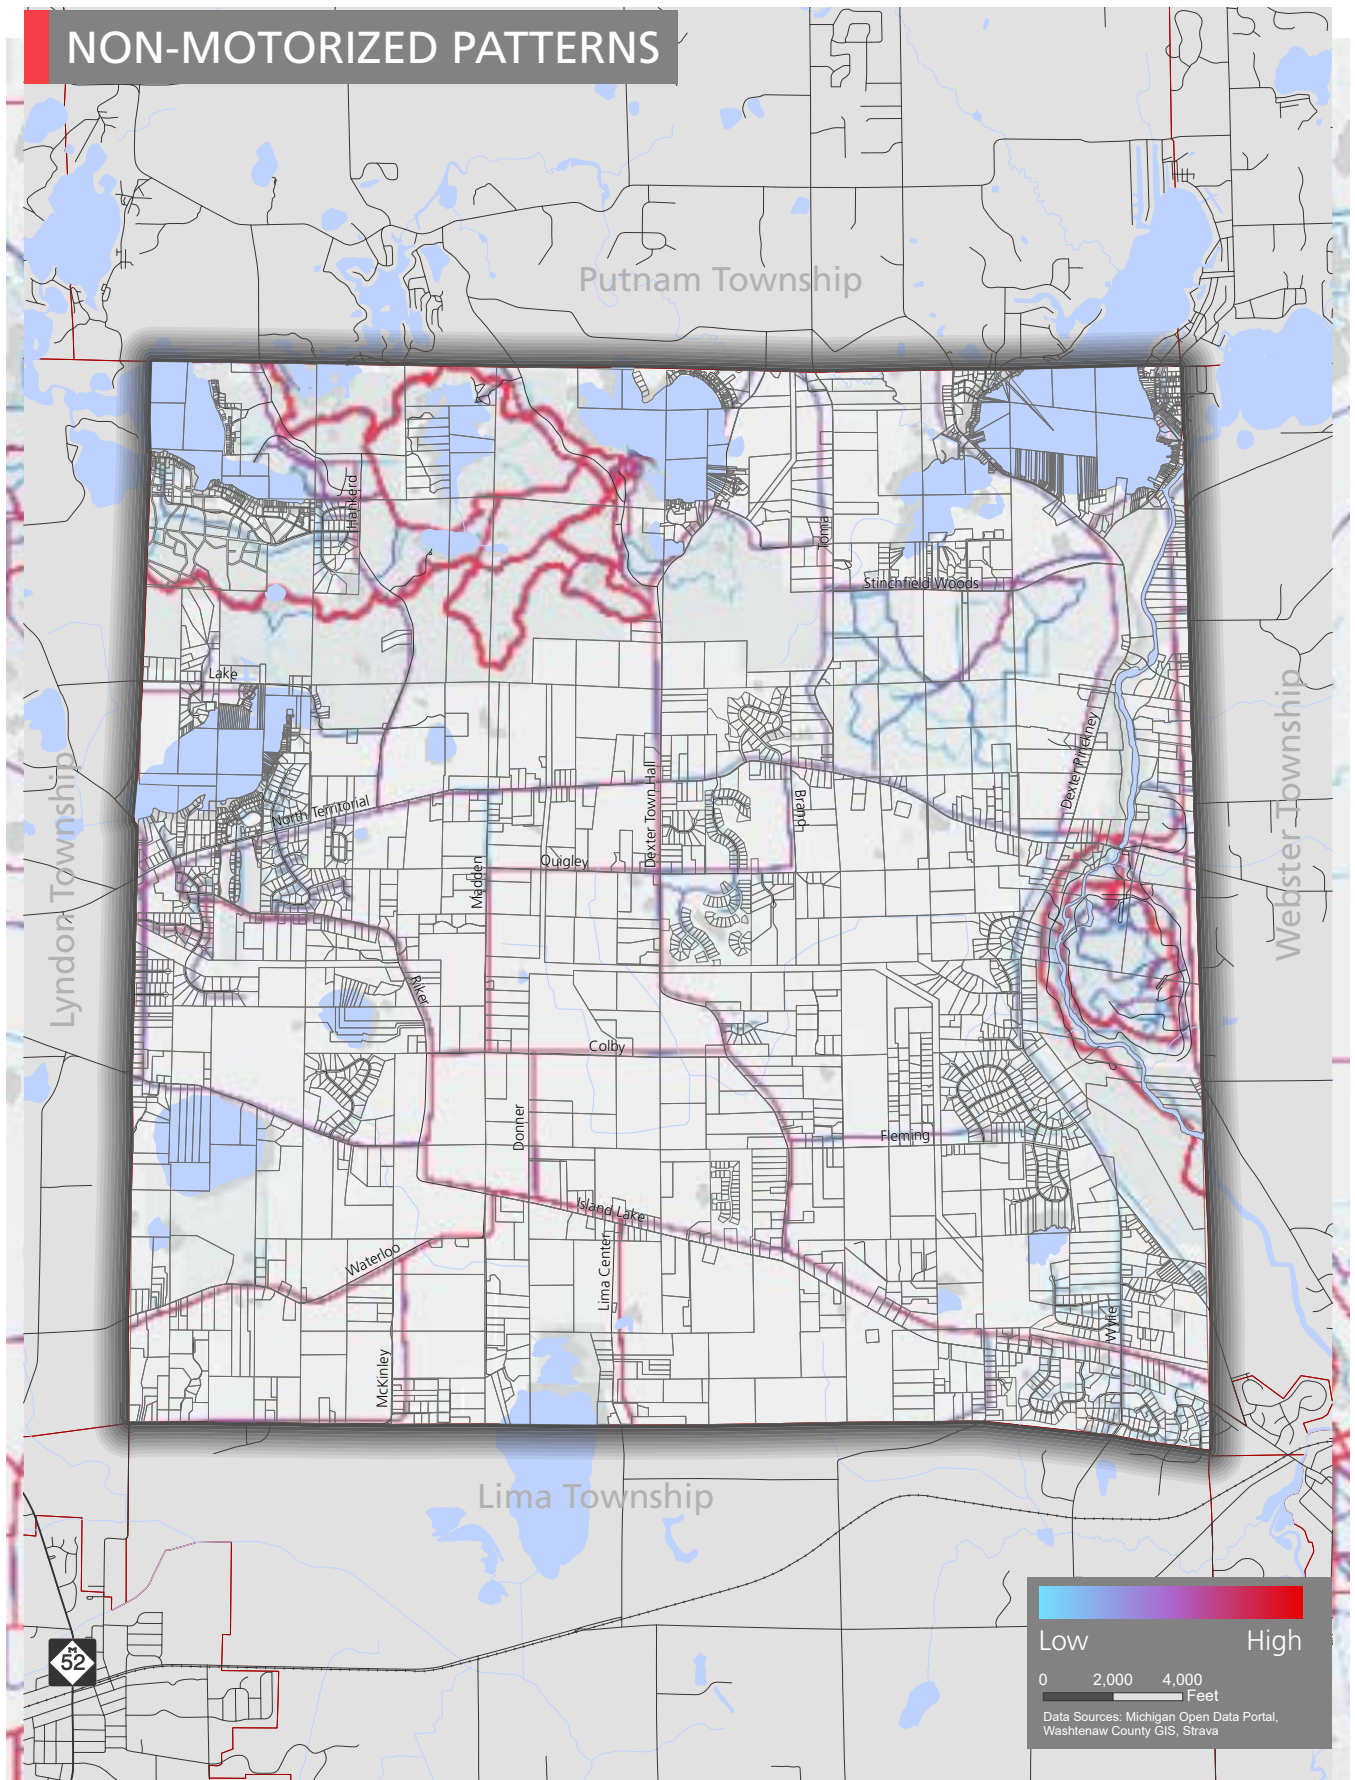 NON-MOTORIZED PATTERNS
Putnam Township
Hankerd
Toma
Stinchfield Woods
Lake
Dexter Pinckney
Webster Township
Lyndon Township
North Territorial
Dexter Town Hall
Brand
Madden
Quigley
Riker
Colby
Donner
Fleming
Island Lake
Waterloo
Lima Center
Wylie
McKinley
Lima Township
M
52
Low High
0 2,000 4,000
Feet
Data Sources: Michigan Open Data Portal,
Washtenaw County GIS, Strava